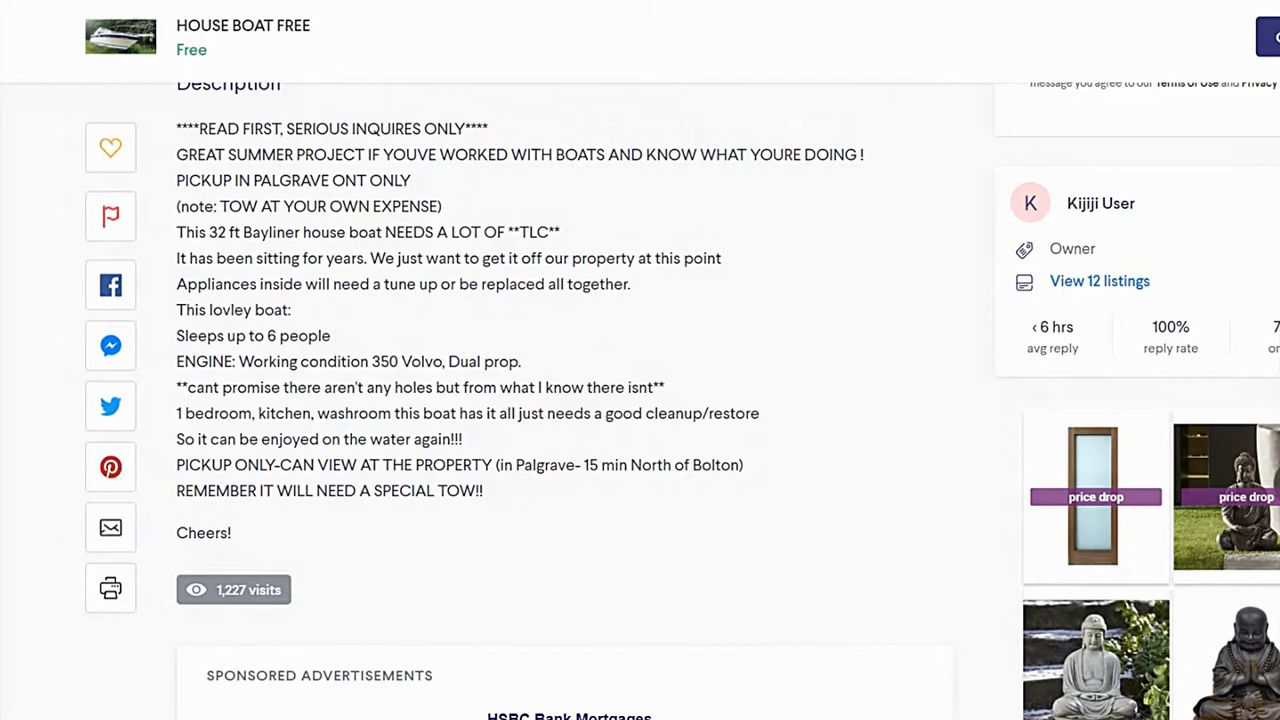 HOUSE BOAT FREE
Free
Description
****READ FIRST, SERIOUS INQUIRES ONLY****
GREAT SUMMER PROJECT IF YOUVE WORKED WITH BOATS AND KNOW WHAT YOURE DOING !
PICKUP IN PALGRAVE ONT ONLY
(note: TOW AT YOUR OWN EXPENSE)
This 32 ft Bayliner house boat NEEDS A LOT OF **TLC**
It has been sitting for years. We just want to get it off our property at this point
Appliances inside will need a tune up or be replaced all together.
This lovley boat:
Sleeps up to 6 people
ENGINE: Working condition 350 Volvo, Dual prop.
**cant promise there aren't any holes but from what I know there isnt**
1 bedroom, kitchen, washroom this boat has it all just needs a good cleanup/restore
So it can be enjoyed on the water again!!!
PICKUP ONLY-CAN VIEW AT THE PROPERTY (in Palgrave- 15 min North of Bolton)
REMEMBER IT WILL NEED A SPECIAL TOW!!
Cheers!
1,227 visits
SPONSORED ADVERTISEMENTS
HSBC Bank Mortgages
message you agree to our Terms of Use and Privacy
K
Kijiji User
Owner
View 12 listings
< 6 hrs
avg reply
100%
reply rate
7
price drop
price drop